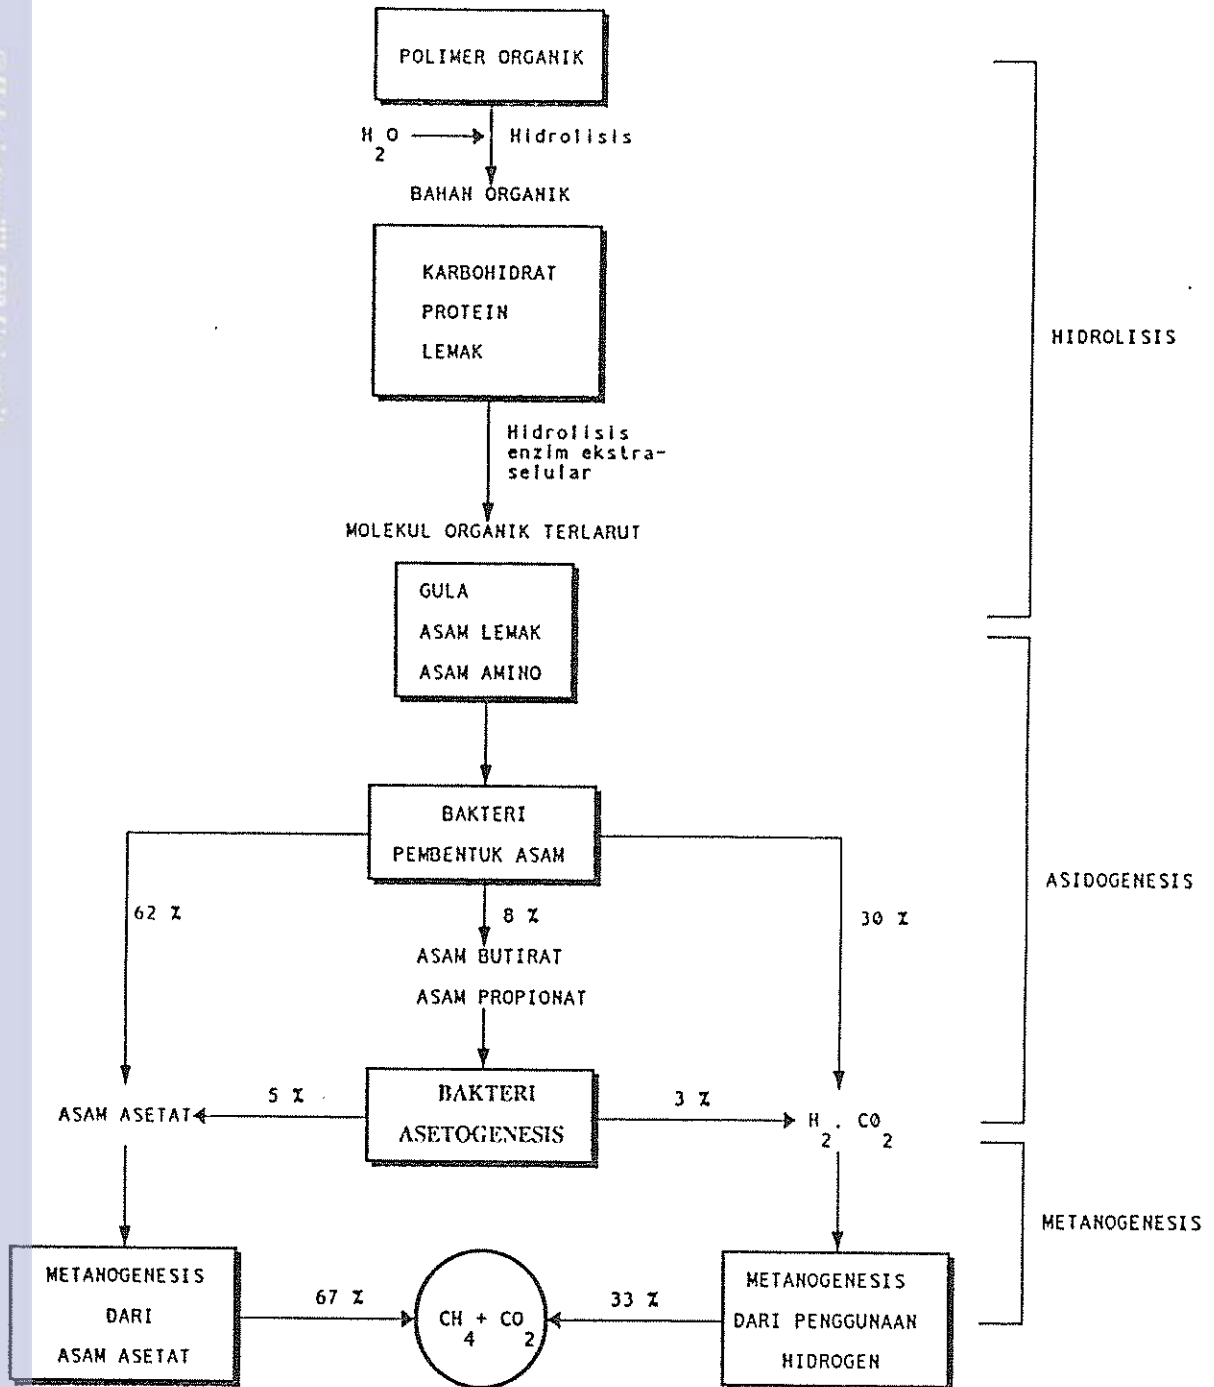 POLIMER ORGANIK
H2O
Hidrolisis
BAHAN ORGANIK
KARBOHIDRAT
PROTEIN
LEMAK
HIDROLISIS
Hidrolisis
enzim ekstra-
selular
MOLEKUL ORGANIK TERLARUT
GULA
ASAM LEMAK
ASAM AMINO
BAKTERI
PEMBENTUK ASAM
ASIDOGENESIS
62 %
8 %
30 %
ASAM BUTIRAT
ASAM PROPIONAT
BAKTERI
ASETOGENESIS
5 %
3 %
ASAM ASETAT
H2. CO2
METANOGENESIS
METANOGENESIS
DARI
ASAM ASETAT
67 %
CH4 + CO2
33 %
METANOGENESIS
DARI PENGGUNAAN
HIDROGEN